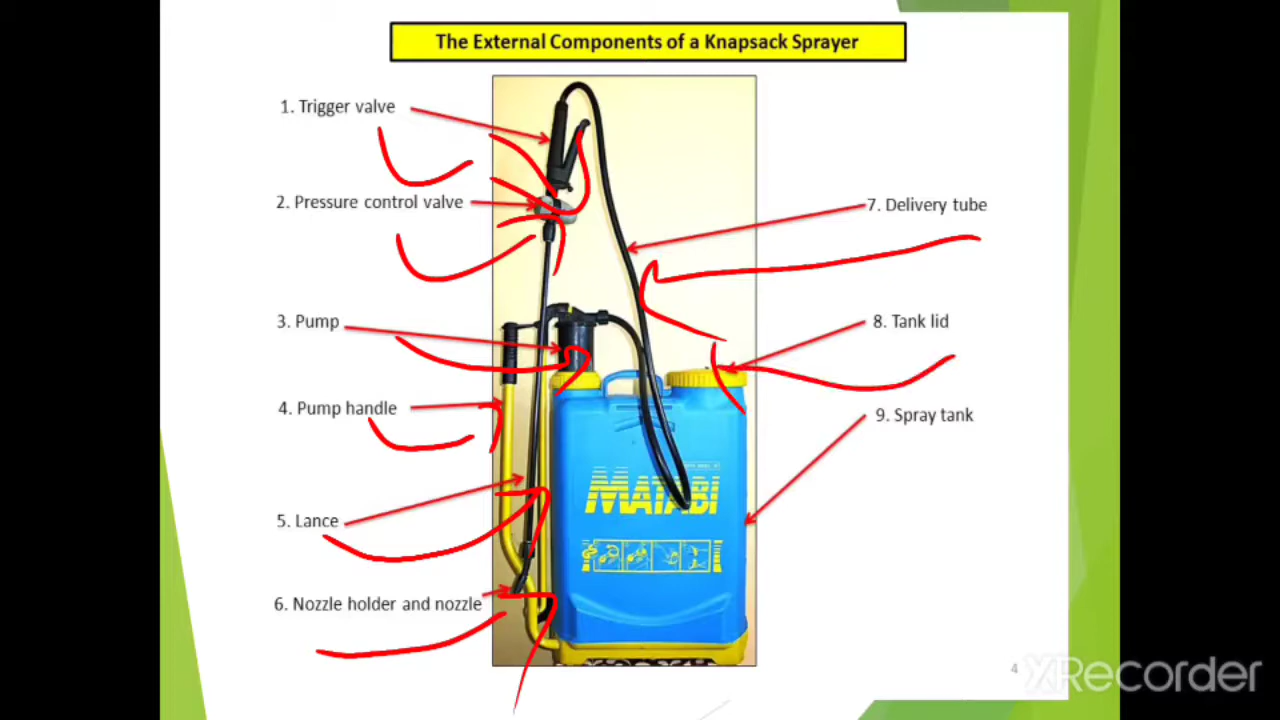 The External Components of a Knapsack Sprayer
1. Trigger valve
2. Pressure control valve
7. Delivery tube
3. Pump
8. Tank lid
4. Pump handle
9. Spray tank
MATABI
5. Lance
6. Nozzle holder and nozzle
4
XRecorder